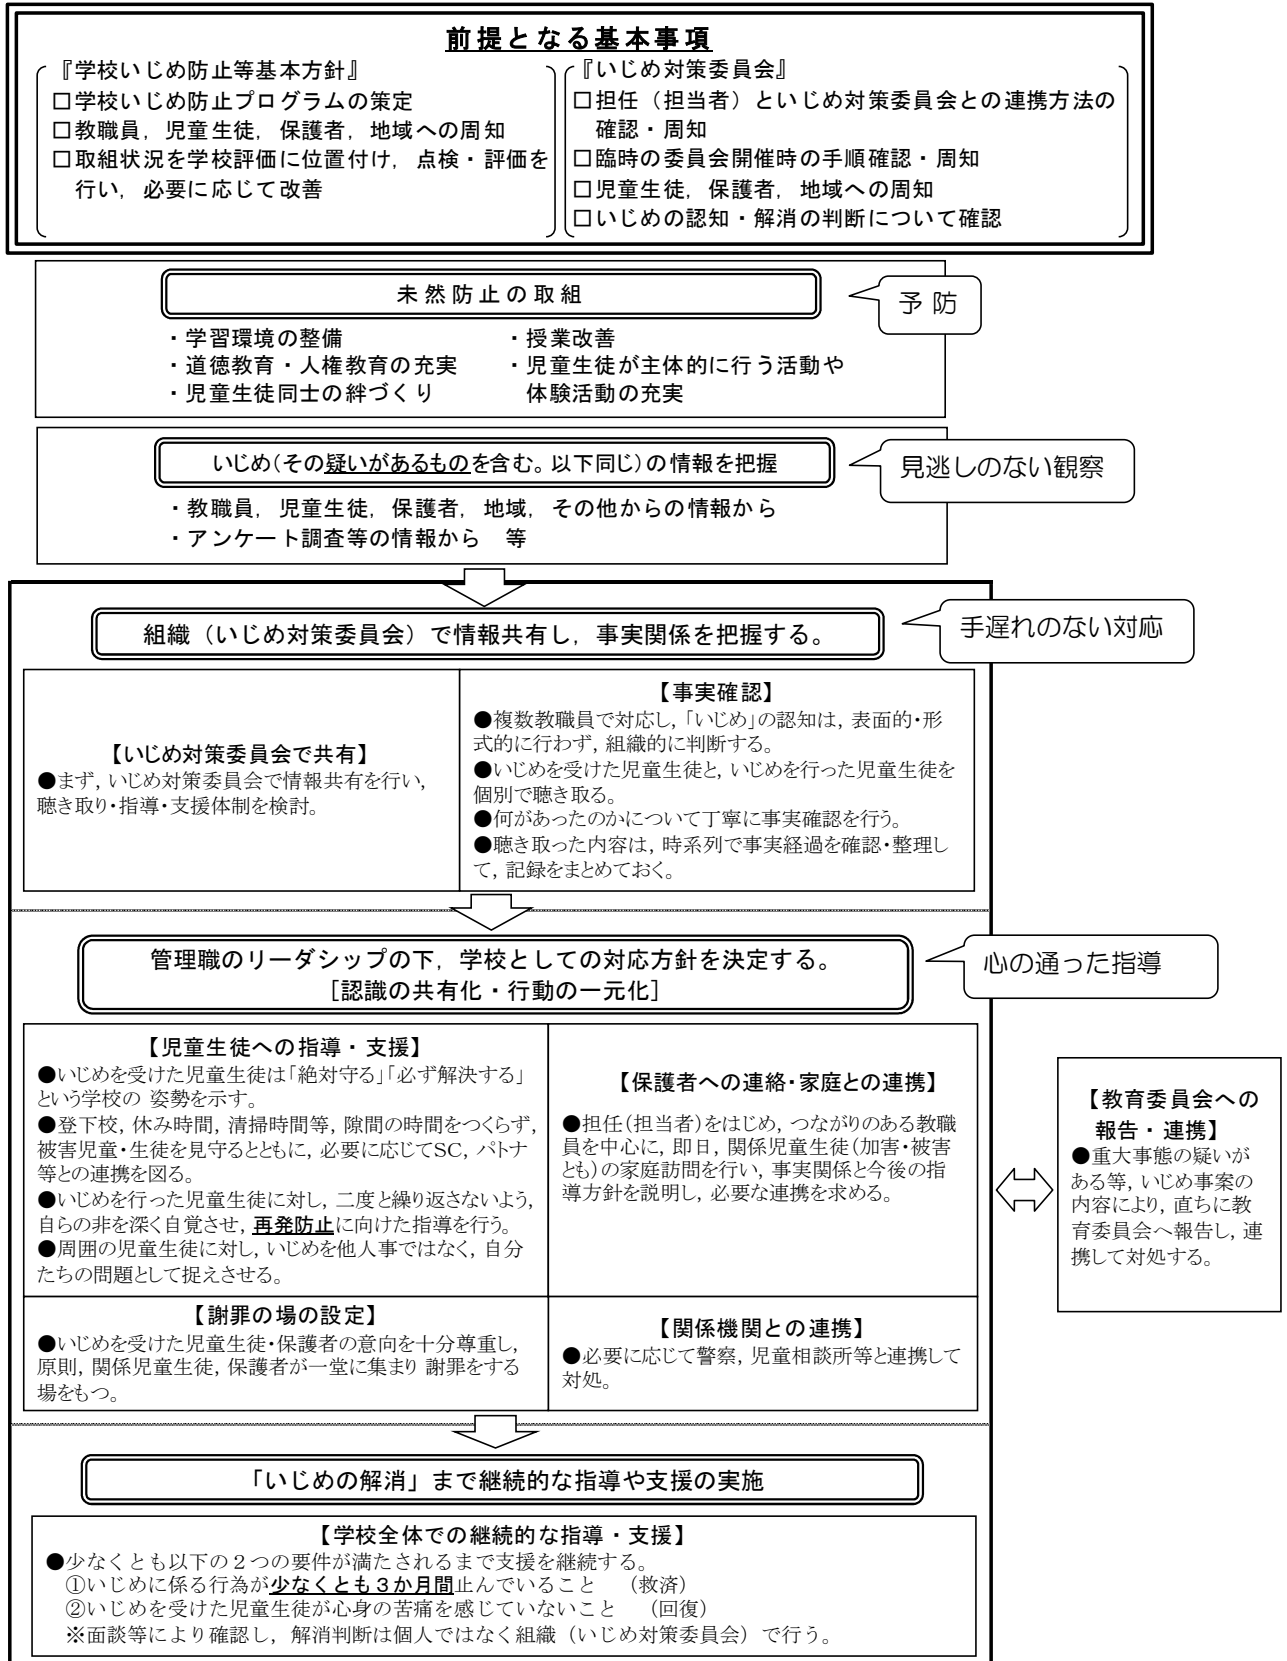 前提となる基本事項
『学校いじめ防止等基本方針』
□学校いじめ防止プログラムの策定
□教職員，児童生徒，保護者，地域への周知
□取組状況を学校評価に位置付け，点検・評価を
行い，必要に応じて改善
『いじめ対策委員会』
□担任（担当者）といじめ対策委員会との連携方法の
確認・周知
□臨時の委員会開催時の手順確認・周知
□児童生徒，保護者，地域への周知
□いじめの認知・解消の判断について確認
未然防止の取組
予 防
・学習環境の整備
・道徳教育・人権教育の充実
・児童生徒同士の絆づくり
・授業改善
・児童生徒が主体的に行う活動や
体験活動の充実
いじめ（その疑いがあるものを含む。以下同じ）の情報を把握
見逃しのない観察
・教職員，児童生徒，保護者，地域，その他からの情報から
・アンケート調査等の情報から　等
組織（いじめ対策委員会）で情報共有し，事実関係を把握する。
手遅れのない対応
【いじめ対策委員会で共有】
●まず，いじめ対策委員会で情報共有を行い，
聴き取り・指導・支援体制を検討。
【事実確認】
●複数教職員で対応し，「いじめ」の認知は，表面的・形
式的に行わず，組織的に判断する。
●いじめを受けた児童生徒と，いじめを行った児童生徒を
個別で聴き取る。
●何があったのかについて丁寧に事実確認を行う。
●聴き取った内容は，時系列で事実経過を確認・整理し
て，記録をまとめておく。
管理職のリーダシップの下，学校としての対応方針を決定する。
［認識の共有化・行動の一元化］
心の通った指導
【児童生徒への指導・支援】
●いじめを受けた児童生徒は「絶対守る」「必ず解決する」
という学校の 姿勢を示す。
●登下校，休み時間，清掃時間等，隙間の時間をつくらず，
被害児童・生徒を見守るとともに，必要に応じてSC，パトナ
等との連携を図る。
●いじめを行った児童生徒に対し，二度と繰り返さないよう，
自らの非を深く自覚させ，再発防止に向けた指導を行う。
●周囲の児童生徒に対し，いじめを他人事ではなく，自分
たちの問題として捉えさせる。
【保護者への連絡・家庭との連携】
●担任（担当者）をはじめ，つながりのある教職
員を中心に，即日，関係児童生徒（加害・被害
とも）の家庭訪問を行い，事実関係と今後の指
導方針を説明し，必要な連携を求める。
【教育委員会への
報告・連携】
●重大事態の疑いが
ある等，いじめ事案の
内容により，直ちに教
育委員会へ報告し，連
携して対処する。
【謝罪の場の設定】
●いじめを受けた児童生徒・保護者の意向を十分尊重し，
原則，関係児童生徒，保護者が一堂に集まり 謝罪をする
場をもつ。
【関係機関との連携】
●必要に応じて警察，児童相談所等と連携して
対処。
「いじめの解消」まで継続的な指導や支援の実施
【学校全体での継続的な指導・支援】
●少なくとも以下の２つの要件が満たされるまで支援を継続する。
①いじめに係る行為が少なくとも３か月間止んでいること　（救済）
②いじめを受けた児童生徒が心身の苦痛を感じていないこと　（回復）
※面談等により確認し，解消判断は個人ではなく組織（いじめ対策委員会）で行う。